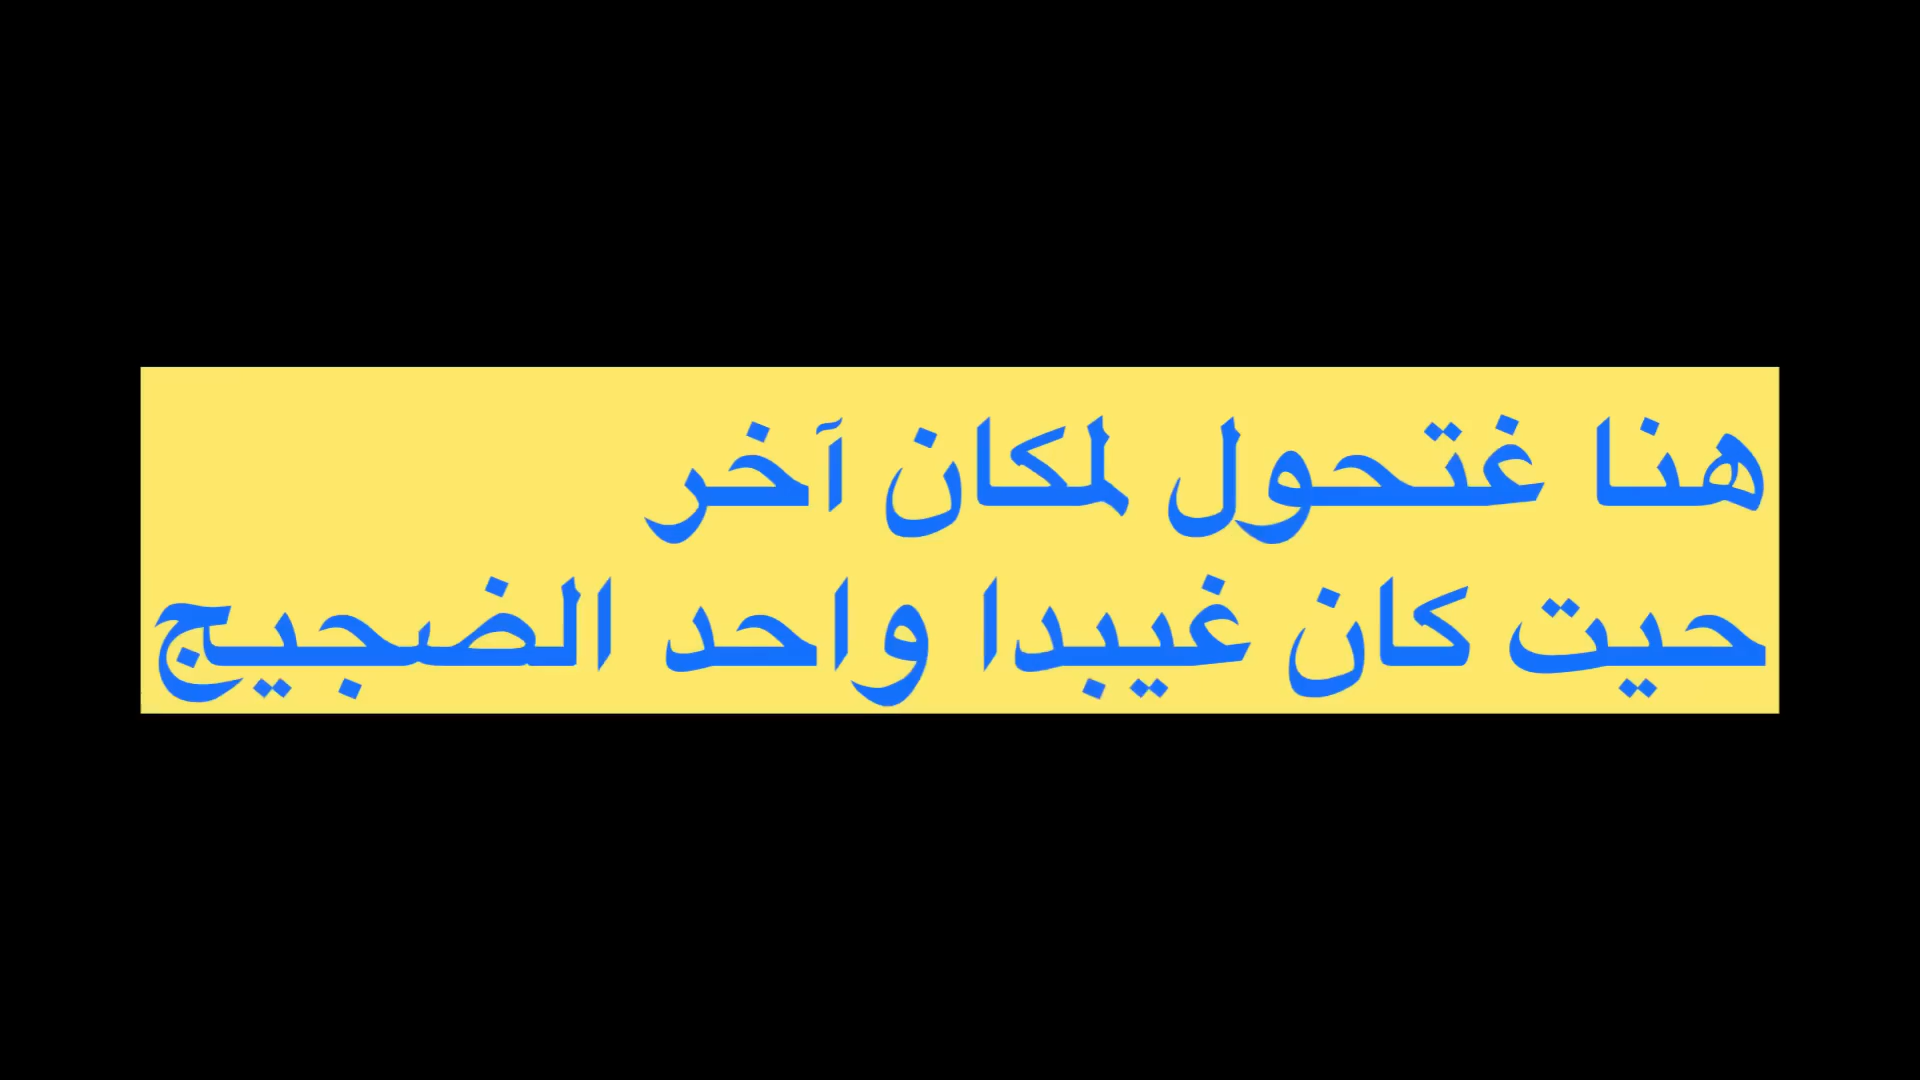 هنا غتحول لمكان آخر
حيت كان غيبدا واحد الضجيج